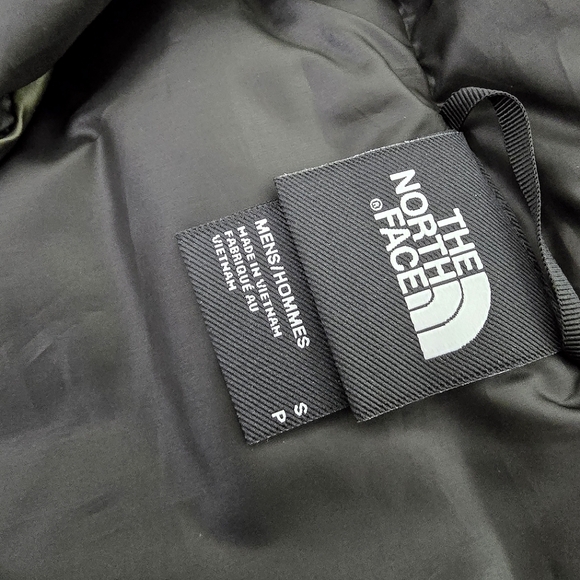 THE
NORTH
FACE
®
MENS/HOMMES
MADE IN VIETNAM
FABRIQUÉ AU
VIETNAM
S
P